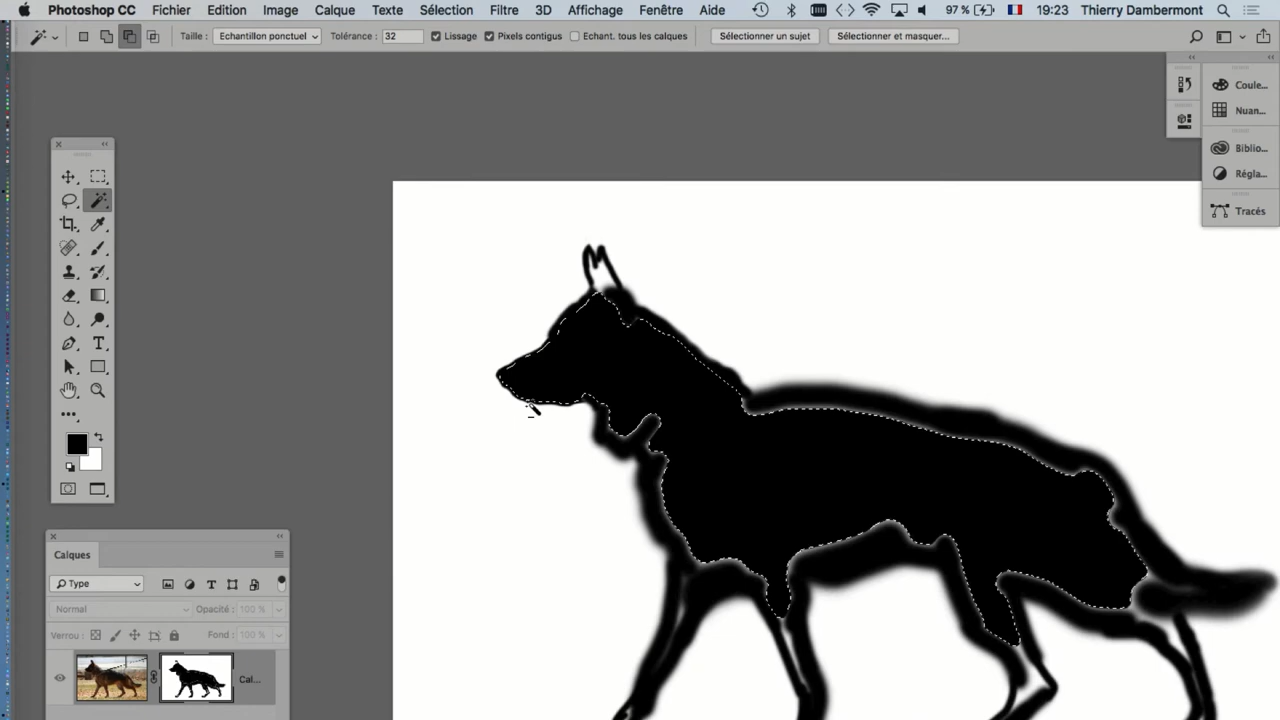 Photoshop CC Fichier Edition Image Calque Texte Sélection Filtre 3D Affichage Fenêtre Aide 97 % 19:23 Thierry Dambermont
Taille : Echantillon ponctuel Tolérance : 32 Lissage Pixels contigus Echant. tous les calques Sélectionner un sujet Sélectionner et masquer...
Coule...
Nuan...
Biblio...
Régla...
Tracés
T
Calques
Type T
Normal Opacité : 100 %
Verrou : Fond : 100 %
Cal...